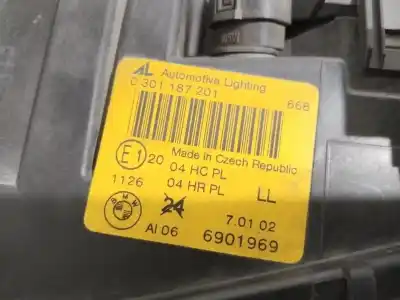 AL Automotive Lighting
0 301 187 201
668
E1 20 04 HC PL
Made in Czech Republic
1126 04 HR PL LL
BMW 24 7.01 02
AI 06 6901969